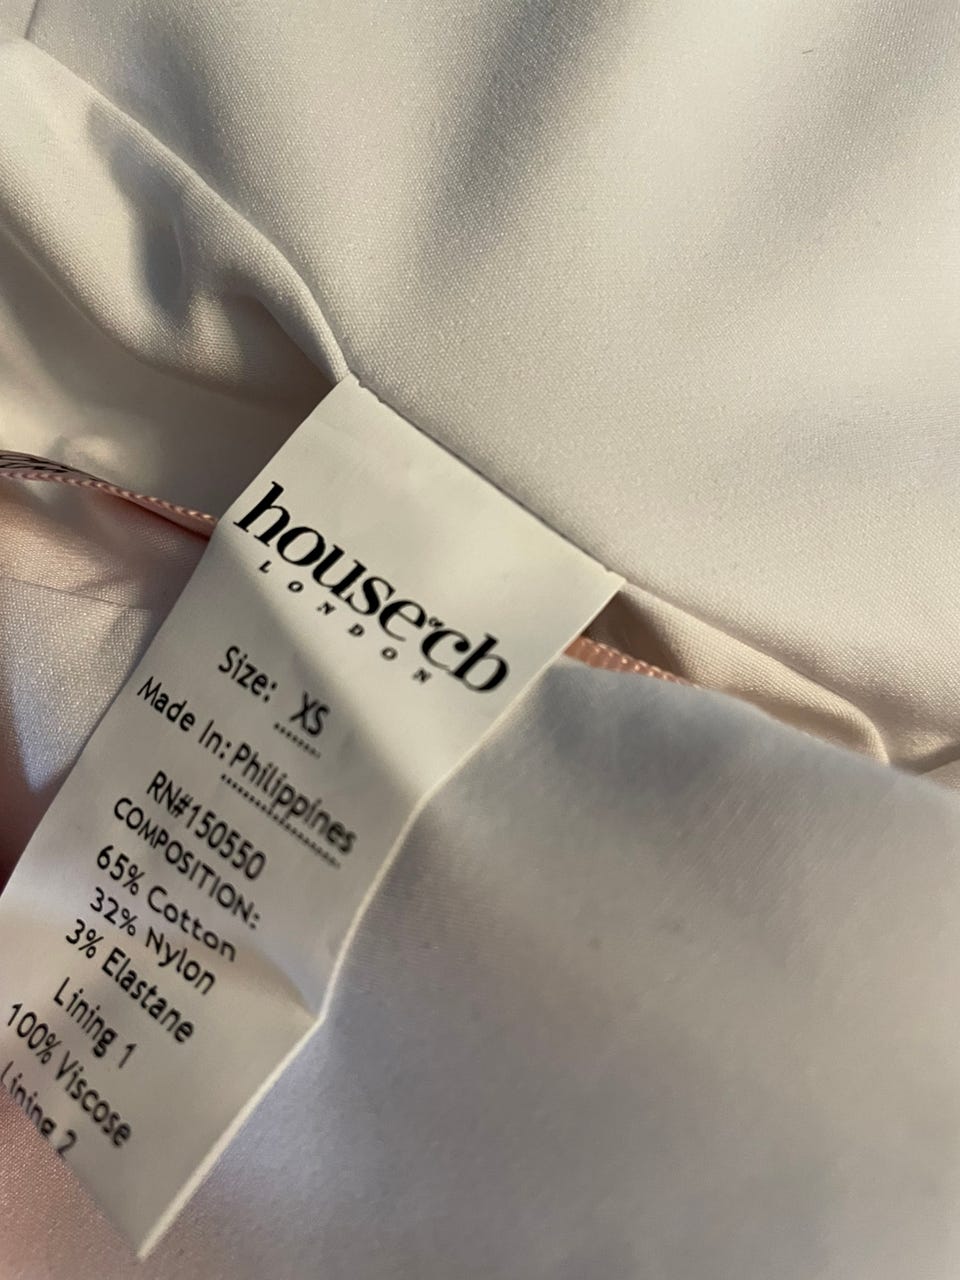 house of cb
LONDON
Size: XS
Made In: Philippines
RN#150550
COMPOSITION:
65% Cotton
32% Nylon
3% Elastane
Lining 1
100% Viscose
Lining 2